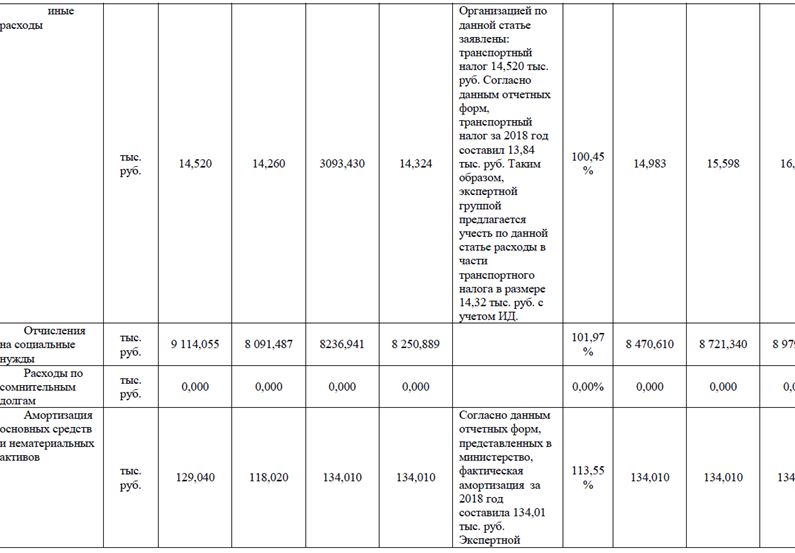 иные
расходы
тыс.
руб.
14,520
14,260
3093,430
14,324
Организацией по
данной статье
заявлены:
транспортный
налог 14,520 тыс.
руб. Согласно
данным отчетных
форм,
транспортный
налог за 2018 год
составил 13,84
тыс. руб. Таким
образом,
экспертной
группой
предлагается
учесть по данной
статье расходы в
части
транспортного
налога в размере
14,32 тыс. руб. с
учетом ИД.
100,45
%
14,983
15,598
16,
Отчисления
на социальные
нужды
тыс.
руб.
9 114,055
8 091,487
8236,941
8 250,889
101,97
%
8 470,610
8 721,340
8 979
Расходы по
сомнительным
долгам
тыс.
руб.
0,000
0,000
0,000
0,000
0,00%
0,000
0,000
0,0
Амортизация
основных средств
и нематериальных
активов
тыс.
руб.
129,040
118,020
134,010
134,010
Согласно данным
отчетных форм,
представленных в
министерство,
фактическая
амортизация за
2018 год
составила 134,01
тыс. руб.
Экспертной
113,55
%
134,010
134,010
134